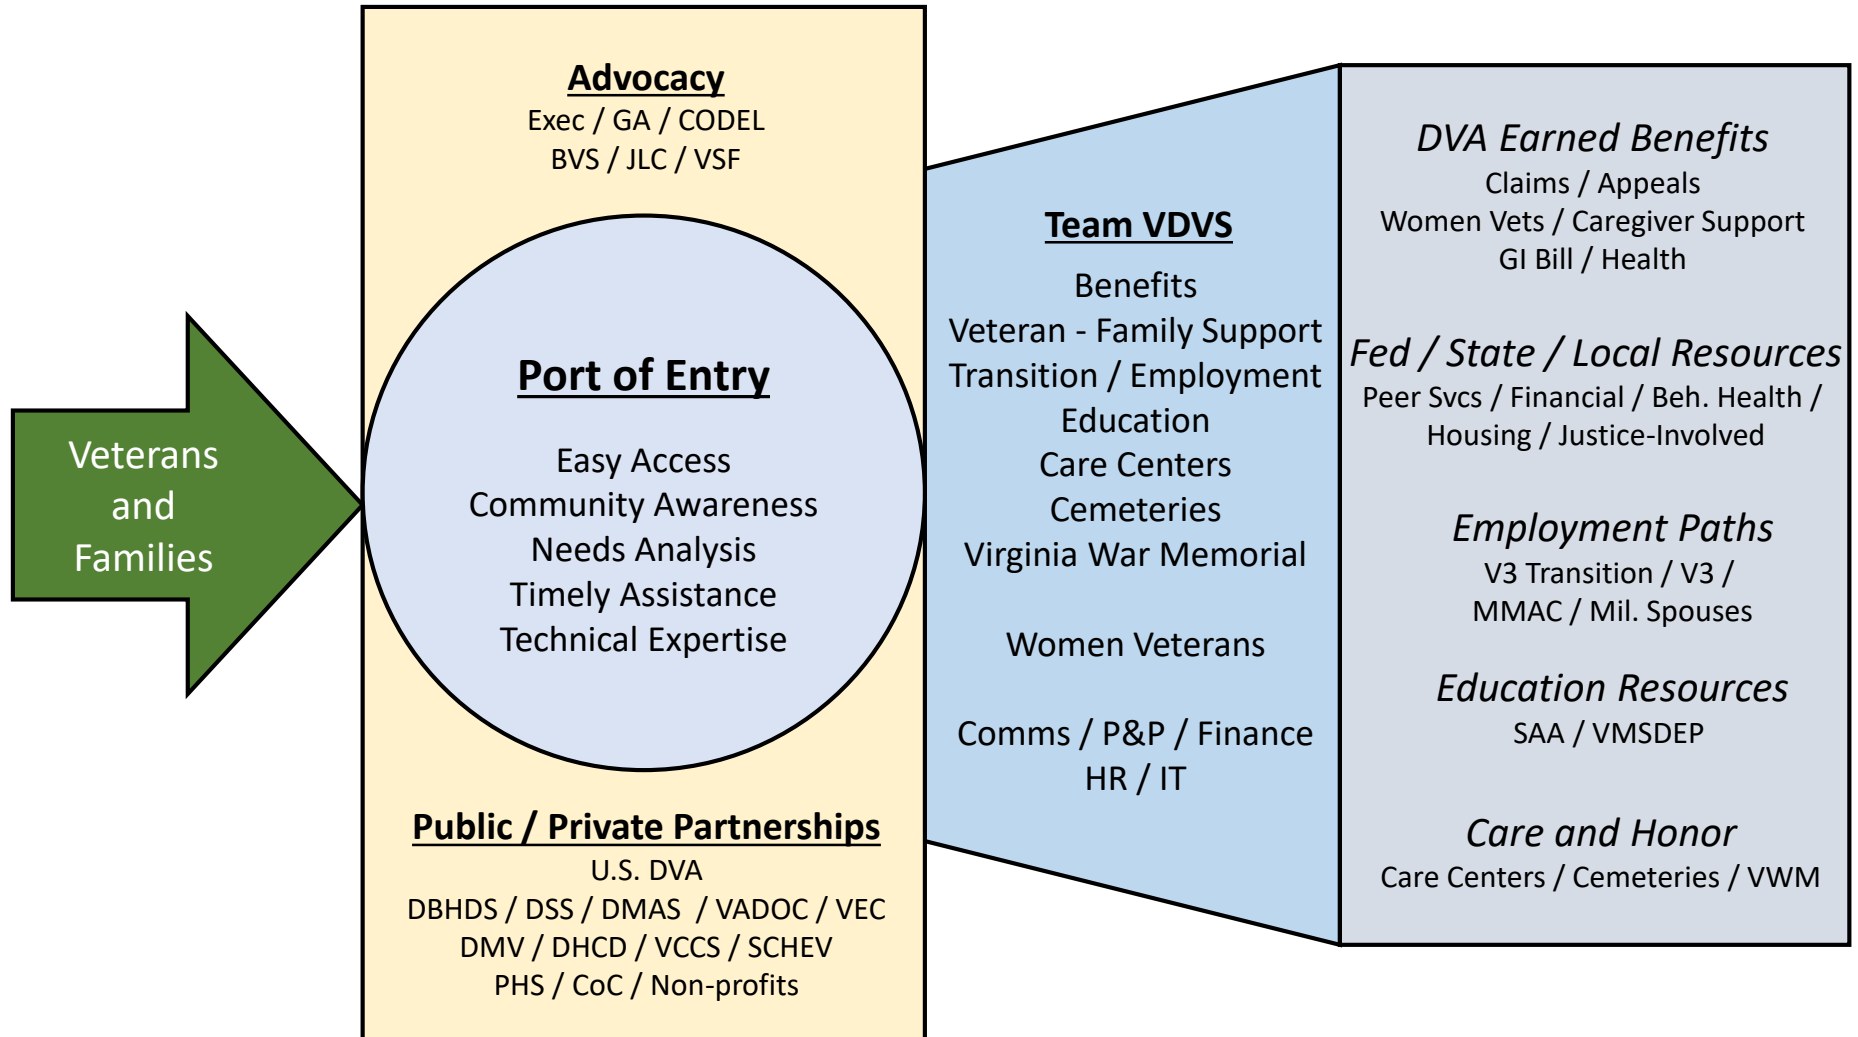 Veterans
and
Families
Advocacy
Exec / GA / CODEL
BVS / JLC / VSF
Port of Entry
Easy Access
Community Awareness
Needs Analysis
Timely Assistance
Technical Expertise
Public / Private Partnerships
U.S. DVA
DBHDS / DSS / DMAS / VADOC / VEC
DMV / DHCD / VCCS / SCHEV
PHS / CoC / Non-profits
Team VDVS
Benefits
Veteran - Family Support
Transition / Employment
Education
Care Centers
Cemeteries
Virginia War Memorial
Women Veterans
Comms / P&P / Finance
HR / IT
DVA Earned Benefits
Claims / Appeals
Women Vets / Caregiver Support
GI Bill / Health
Fed / State / Local Resources
Peer Svcs / Financial / Beh. Health /
Housing / Justice-Involved
Employment Paths
V3 Transition / V3 /
MMAC / Mil. Spouses
Education Resources
SAA / VMSDEP
Care and Honor
Care Centers / Cemeteries / VWM